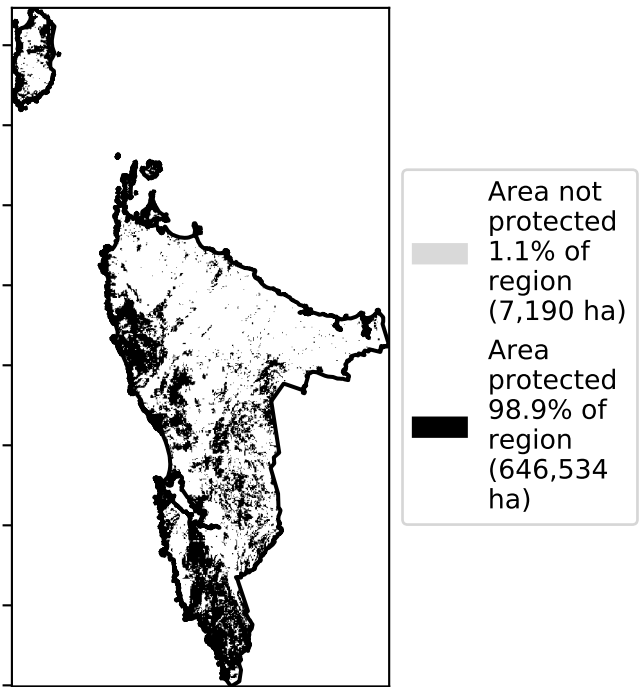 Area not
protected
1.1% of
region
(7,190 ha)
Area
protected
98.9% of
region
(646,534
ha)